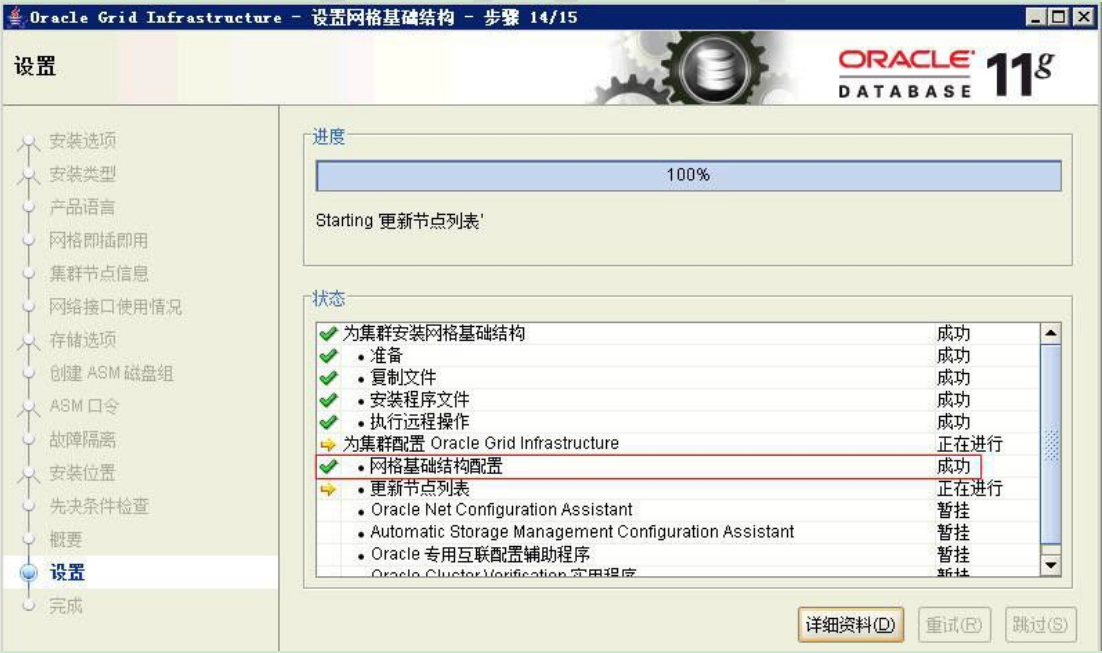 Oracle Grid Infrastructure - 设置网格基础结构 - 步骤 14/15
设置
ORACLE 11g
DATABASE
安装选项
安装类型
产品语言
网格即插即用
集群节点信息
网络接口使用情况
存储选项
创建 ASM 磁盘组
ASM 口令
故障隔离
安装位置
先决条件检查
概要
设置
完成
进度
100%
Starting '更新节点列表'
状态
为集群安装网格基础结构 成功
• 准备 成功
• 复制文件 成功
• 安装程序文件 成功
• 执行远程操作 成功
为集群配置 Oracle Grid Infrastructure 正在进行
• 网格基础结构配置 成功
• 更新节点列表 正在进行
• Oracle Net Configuration Assistant 暂挂
• Automatic Storage Management Configuration Assistant 暂挂
• Oracle 专用互联配置辅助程序 暂挂
Oracle Cluster Verification 实用程序 暂挂
详细资料(D) 重试(R) 跳过(S)